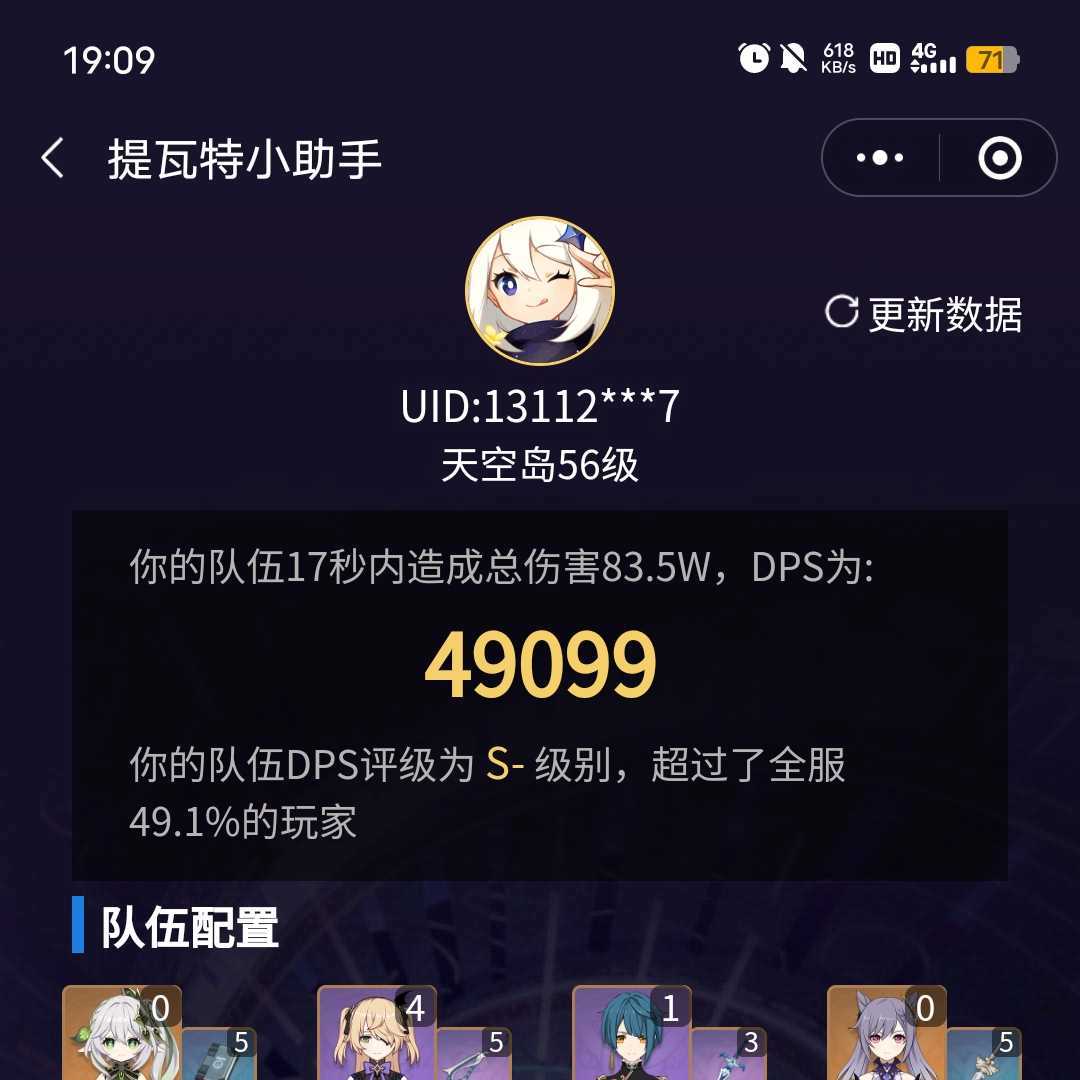 19:09
618 KB/s HD 4G 71
提瓦特小助手
更新数据
UID:13112***7
天空岛56级
你的队伍17秒内造成总伤害83.5W，DPS为:
49099
你的队伍DPS评级为 S- 级别，超过了全服
49.1%的玩家
队伍配置
0 4 1 0
5 5 3 5